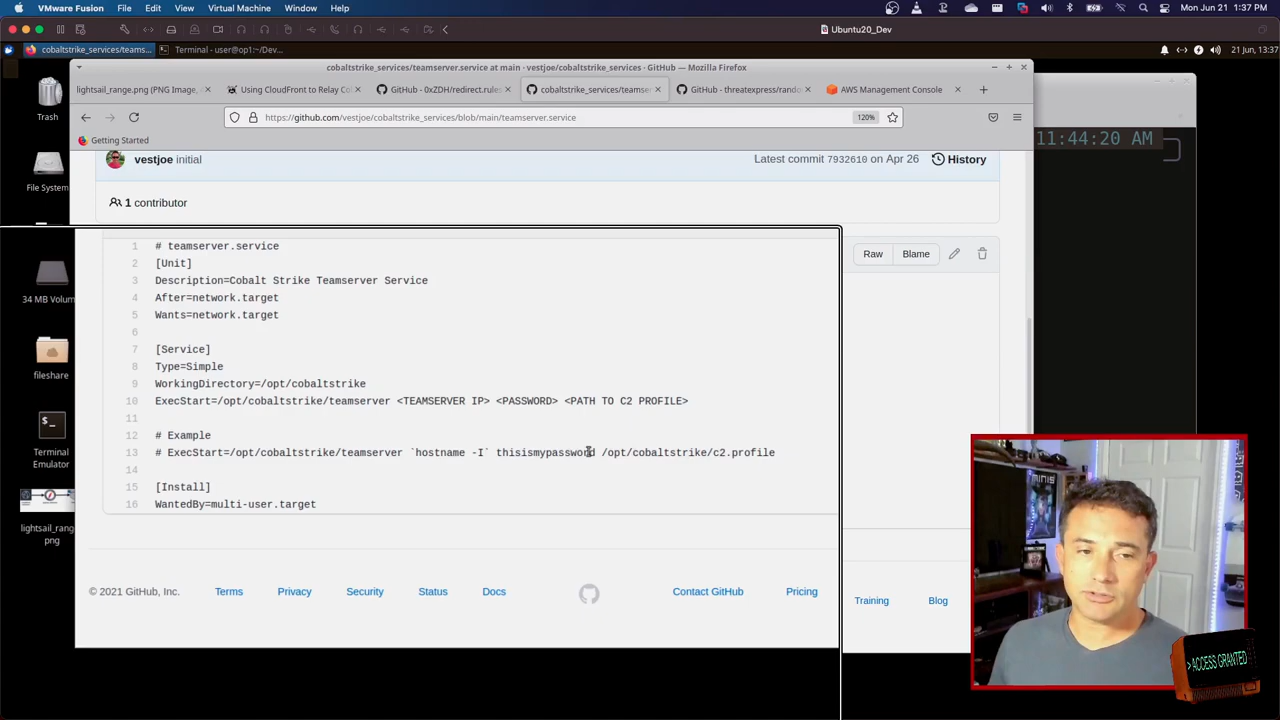 VMware Fusion File Edit View Virtual Machine Window Help
Mon Jun 21 1:37 PM
Ubuntu20_Dev
cobaltstrike_services/teams...
Terminal - user@op1:~/Dev...
21 Jun, 13:37
cobaltstrike_services/teamserver.service at main · vestjoe/cobaltstrike_services · GitHub — Mozilla Firefox
lightsail_range.png (PNG Image,
Using CloudFront to Relay Col
GitHub - 0xZDH/redirect.rules
cobaltstrike_services/teamser
GitHub - threatexpress/rando
AWS Management Console
https://github.com/vestjoe/cobaltstrike_services/blob/main/teamserver.service
120%
Getting Started
11:44:20 AM
Trash
File System
34 MB Volum
fileshare
Terminal
Emulator
lightsail_rang
png
vestjoe initial
Latest commit 7932610 on Apr 26
History
1 contributor
Raw Blame
1 # teamserver.service
2 [Unit]
3 Description=Cobalt Strike Teamserver Service
4 After=network.target
5 Wants=network.target
6
7 [Service]
8 Type=Simple
9 WorkingDirectory=/opt/cobaltstrike
10 ExecStart=/opt/cobaltstrike/teamserver <TEAMSERVER IP> <PASSWORD> <PATH TO C2 PROFILE>
11
12 # Example
13 # ExecStart=/opt/cobaltstrike/teamserver `hostname -I` thisismypassword /opt/cobaltstrike/c2.profile
14
15 [Install]
16 WantedBy=multi-user.target
© 2021 GitHub, Inc. Terms Privacy Security Status Docs
Contact GitHub Pricing
Training Blog
>ACCESS GRANTED